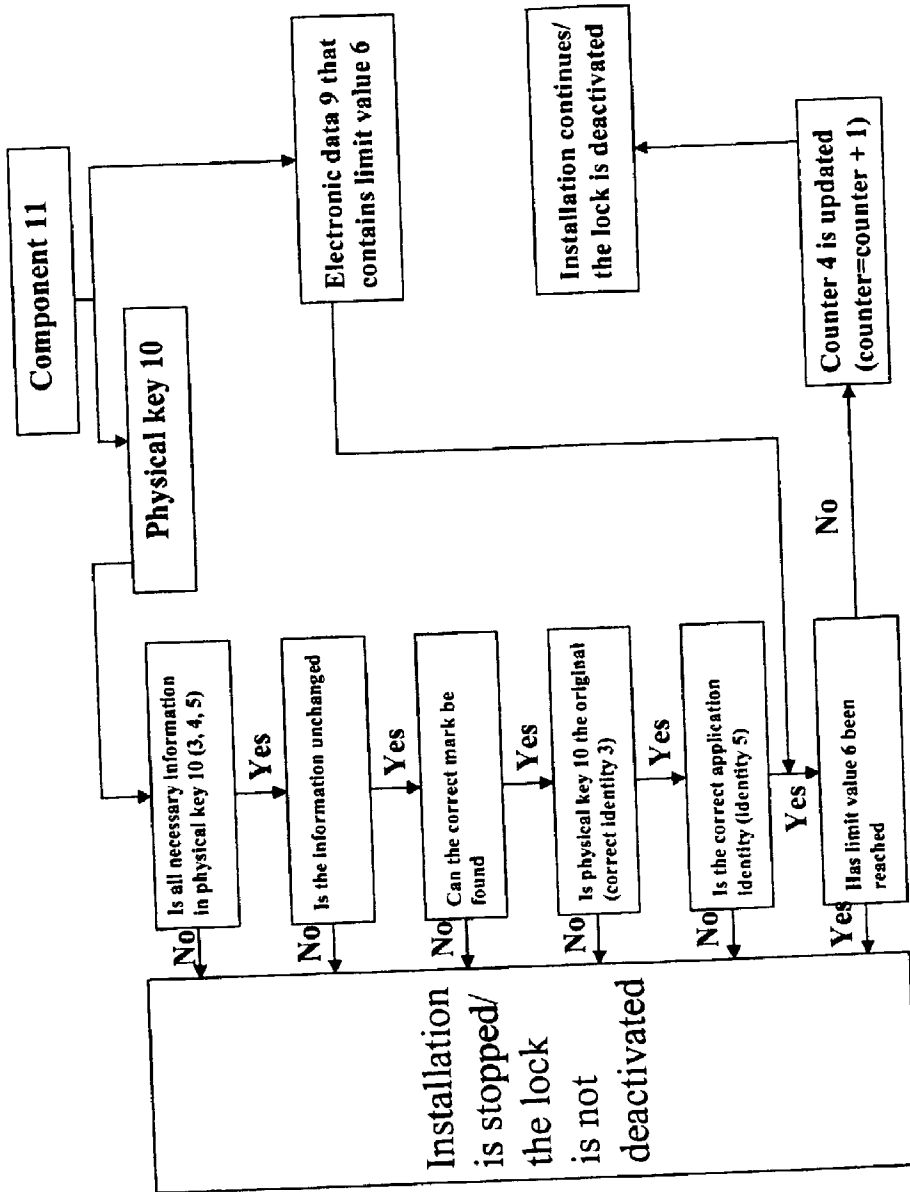 Component 11
Physical key 10
Electronic data 9 that
contains limit value 6
Is all necessary information
in physical key 10 (3, 4, 5)
No
Yes
Is the information unchanged
No
Yes
Can the correct mark be
found
No
Yes
Is physical key 10 the original
(correct identity 3)
No
Yes
Is the correct application
identity (identity 5)
No
Yes
Has limit value 6 been
reached
Yes
No
Counter 4 is updated
(counter=counter + 1)
Installation continues/
the lock is deactivated
Installation
is stopped/
the lock
is not
deactivated